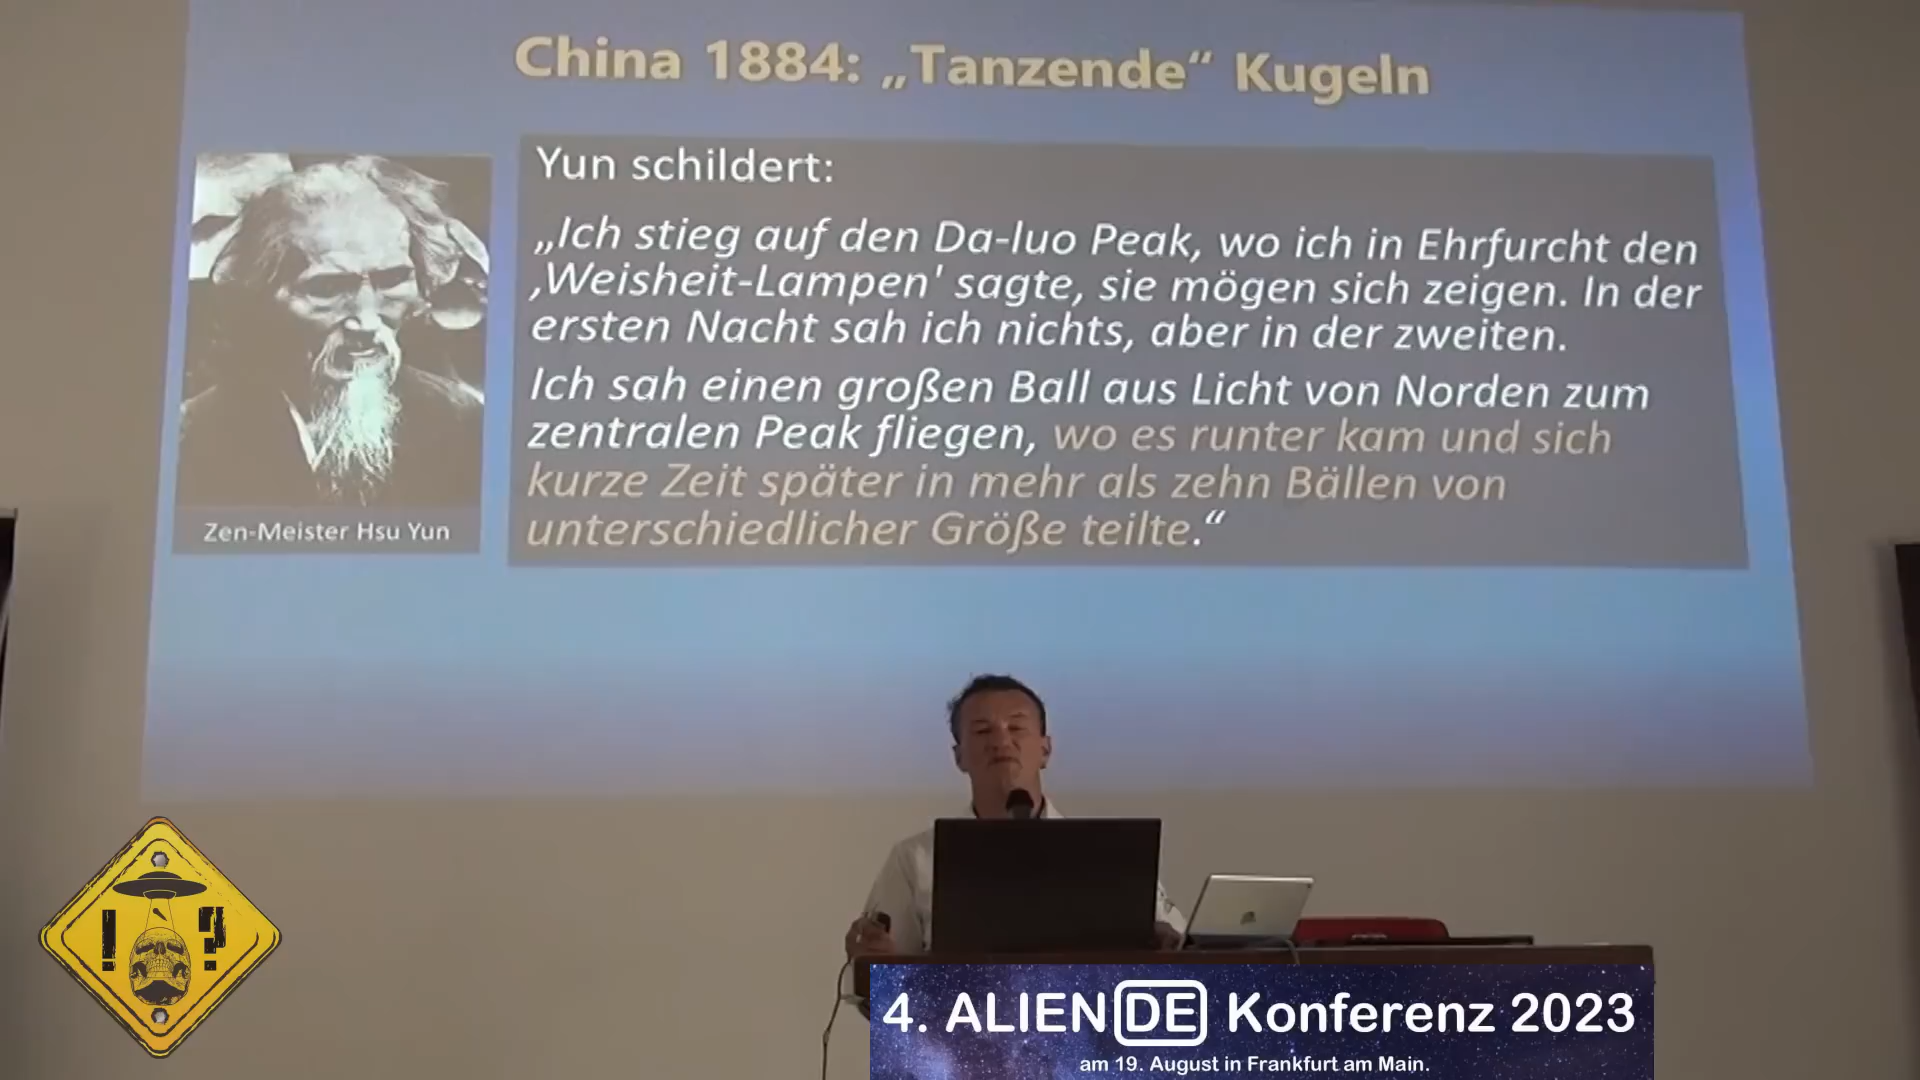 China 1884: „Tanzende“ Kugeln
Yun schildert:
„Ich stieg auf den Da-luo Peak, wo ich in Ehrfurcht den
‚Weisheit-Lampen' sagte, sie mögen sich zeigen. In der
ersten Nacht sah ich nichts, aber in der zweiten.
Ich sah einen großen Ball aus Licht von Norden zum
zentralen Peak fliegen, wo es runter kam und sich
kurze Zeit später in mehr als zehn Bällen von
unterschiedlicher Größe teilte.“
Zen-Meister Hsu Yun
! ?
4. ALIEN DE Konferenz 2023
am 19. August in Frankfurt am Main.